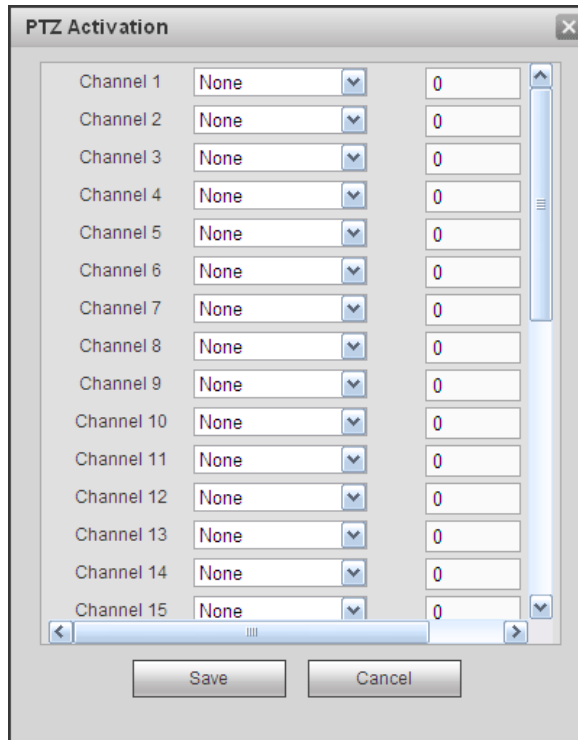 PTZ Activation
Channel 1 None 0
Channel 2 None 0
Channel 3 None 0
Channel 4 None 0
Channel 5 None 0
Channel 6 None 0
Channel 7 None 0
Channel 8 None 0
Channel 9 None 0
Channel 10 None 0
Channel 11 None 0
Channel 12 None 0
Channel 13 None 0
Channel 14 None 0
Channel 15 None 0
Save Cancel